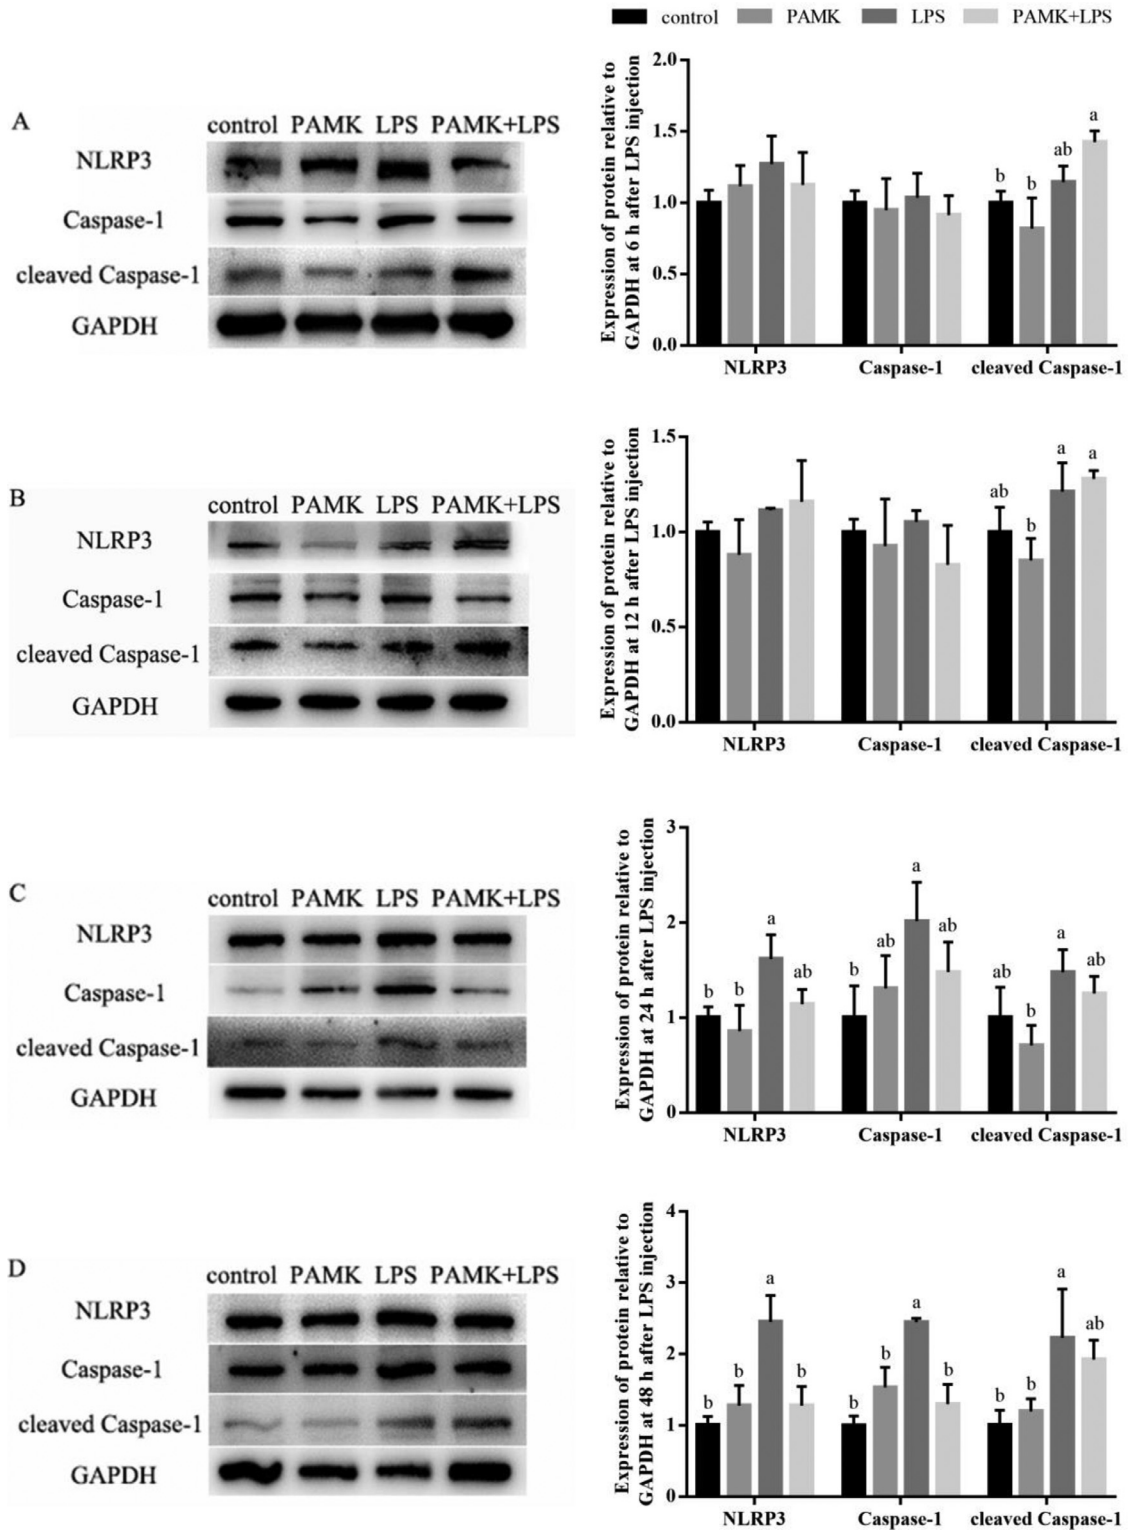 control PAMK LPS PAMK+LPS
A
control PAMK LPS PAMK+LPS
NLRP3
Caspase-1
cleaved Caspase-1
GAPDH
Expression of protein relative to
GAPDH at 6 h after LPS injection
2.0
1.5
1.0
0.5
0.0
b b ab a
NLRP3 Caspase-1 cleaved Caspase-1
B
control PAMK LPS PAMK+LPS
NLRP3
Caspase-1
cleaved Caspase-1
GAPDH
Expression of protein relative to
GAPDH at 12 h after LPS injection
1.5
1.0
0.5
0.0
ab b a a
NLRP3 Caspase-1 cleaved Caspase-1
C
control PAMK LPS PAMK+LPS
NLRP3
Caspase-1
cleaved Caspase-1
GAPDH
Expression of protein relative to
GAPDH at 24 h after LPS injection
3
2
1
0
b b a ab b ab a ab ab b a ab
NLRP3 Caspase-1 cleaved Caspase-1
D
control PAMK LPS PAMK+LPS
NLRP3
Caspase-1
cleaved Caspase-1
GAPDH
Expression of protein relative to
GAPDH at 48 h after LPS injection
4
3
2
1
0
b b a b b b a b b b a ab
NLRP3 Caspase-1 cleaved Caspase-1